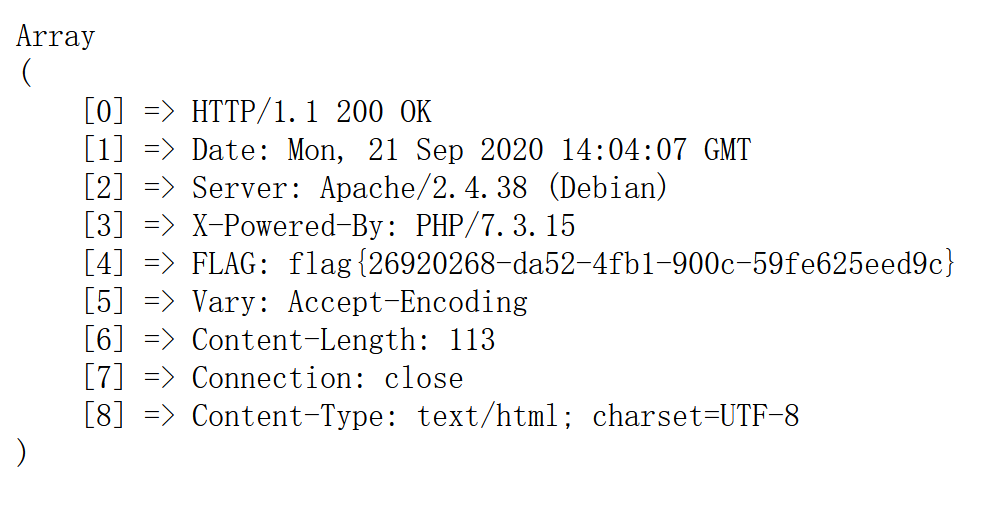 Array
(
    [0] => HTTP/1.1 200 OK
    [1] => Date: Mon, 21 Sep 2020 14:04:07 GMT
    [2] => Server: Apache/2.4.38 (Debian)
    [3] => X-Powered-By: PHP/7.3.15
    [4] => FLAG: flag{26920268-da52-4fb1-900c-59fe625eed9c}
    [5] => Vary: Accept-Encoding
    [6] => Content-Length: 113
    [7] => Connection: close
    [8] => Content-Type: text/html; charset=UTF-8
)